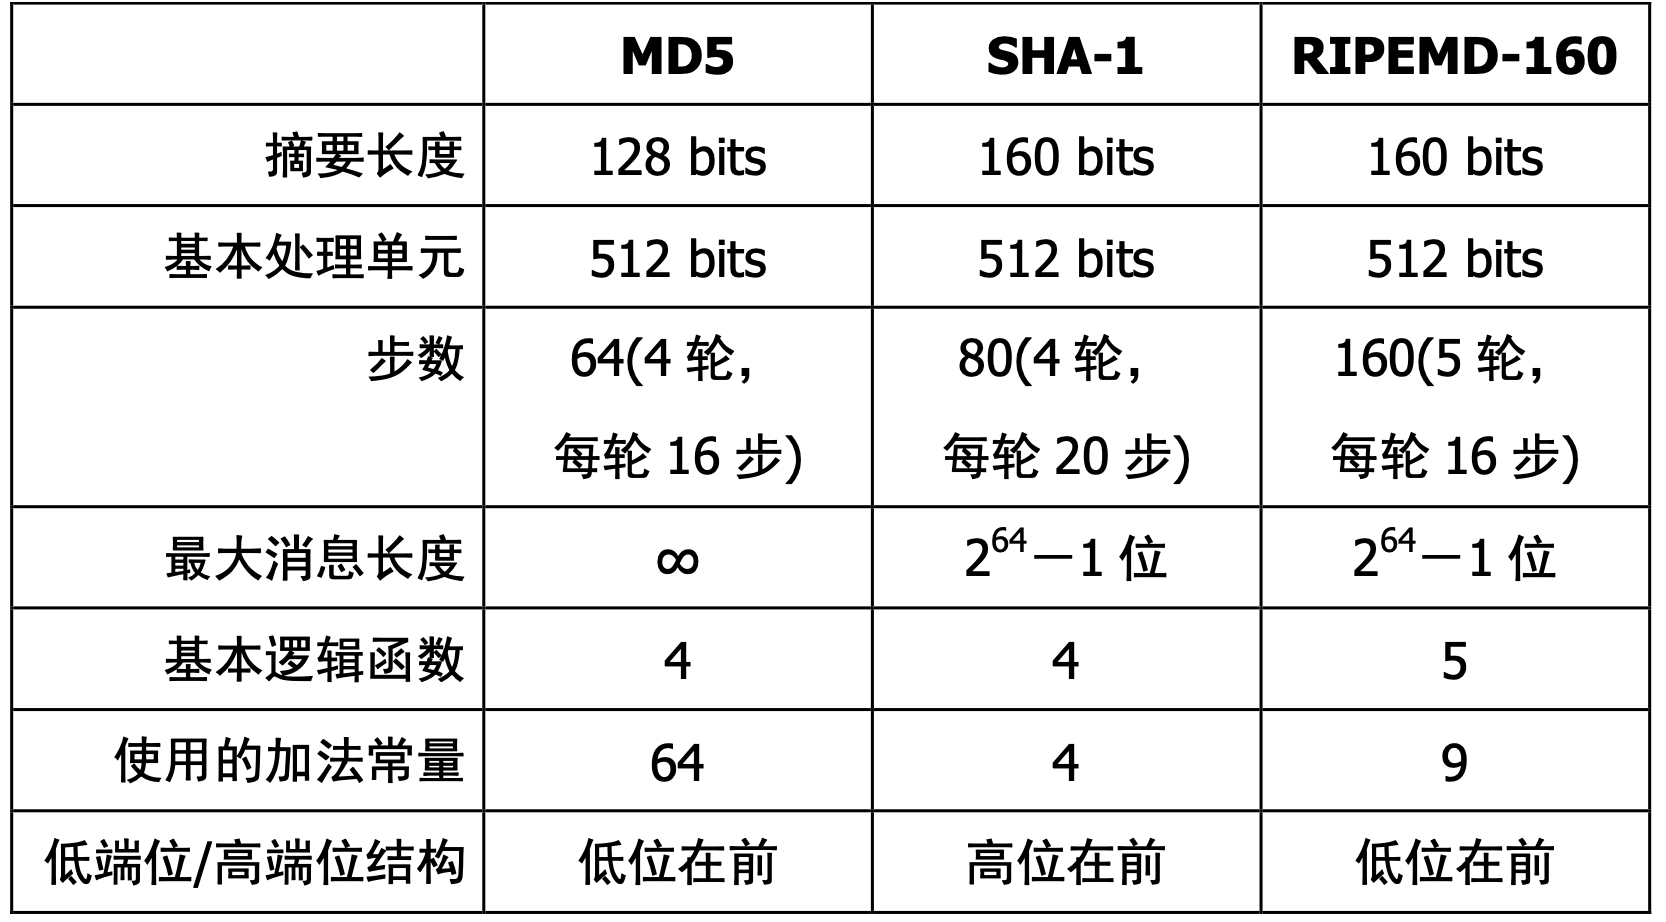 MD5 SHA-1 RIPEMD-160
摘要长度 128 bits 160 bits 160 bits
基本处理单元 512 bits 512 bits 512 bits
步数 64(4 轮， 80(4 轮， 160(5 轮，
每轮 16 步) 每轮 20 步) 每轮 16 步)
最大消息长度 ∞ 2⁶⁴－1 位 2⁶⁴－1 位
基本逻辑函数 4 4 5
使用的加法常量 64 4 9
低端位/高端位结构 低位在前 高位在前 低位在前